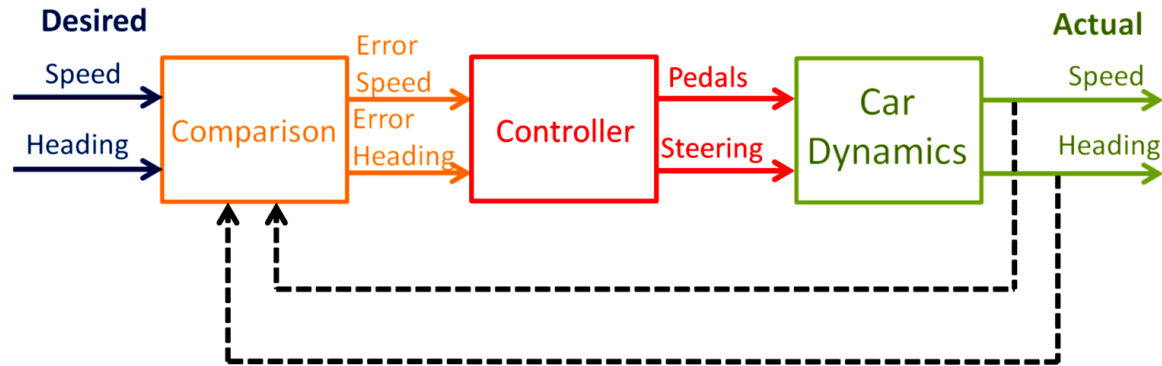 Desired
Speed
Heading
Comparison
Error
Speed
Error
Heading
Controller
Pedals
Steering
Car
Dynamics
Actual
Speed
Heading